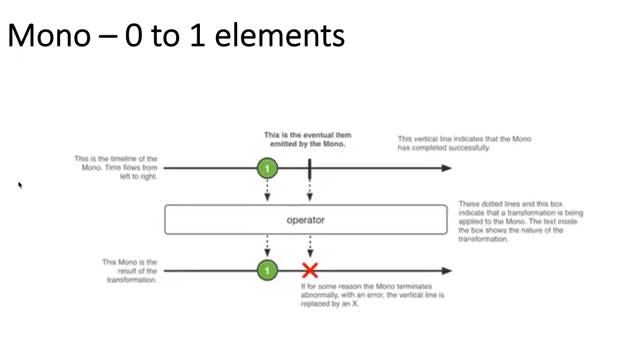 Mono – 0 to 1 elements
This is the eventual item
emitted by the Mono.
This vertical line indicates that the Mono
has completed successfully.
This is the timeline of the
Mono. Time flows from
left to right.
1
operator
These dotted lines and this box
indicate that a transformation is being
applied to the Mono. The text inside
the box shows the nature of the
transformation.
This Mono is the
result of the
transformation.
1
If for some reason the Mono terminates
abnormally, with an error, the vertical line is
replaced by an X.